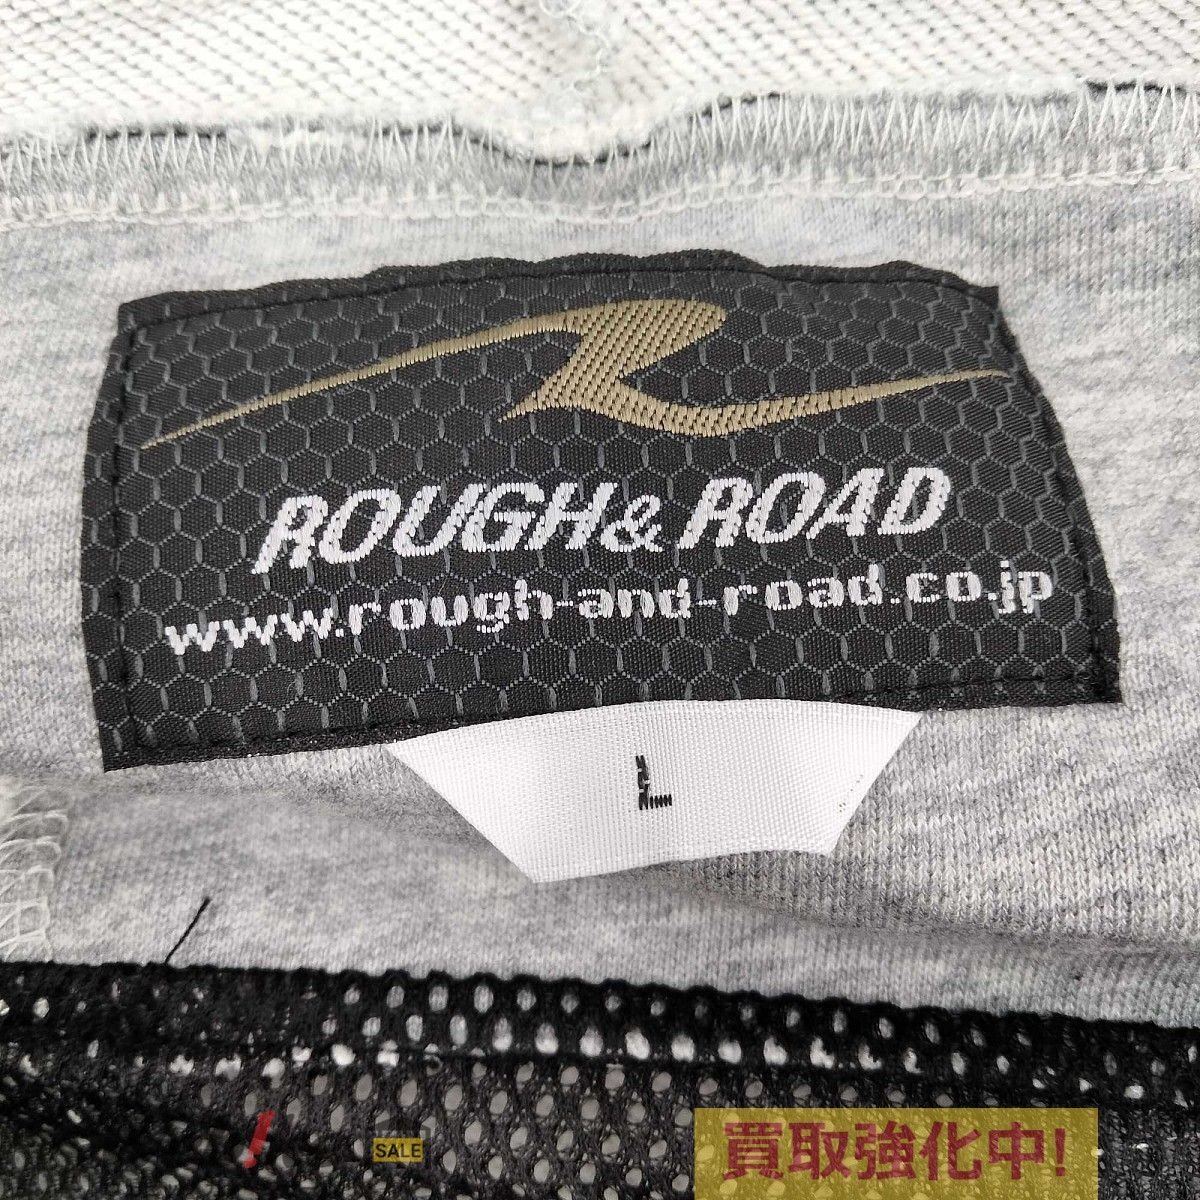 ROUGH& ROAD
www.rough-and-road.co.jp
L
SALE
買取強化中!